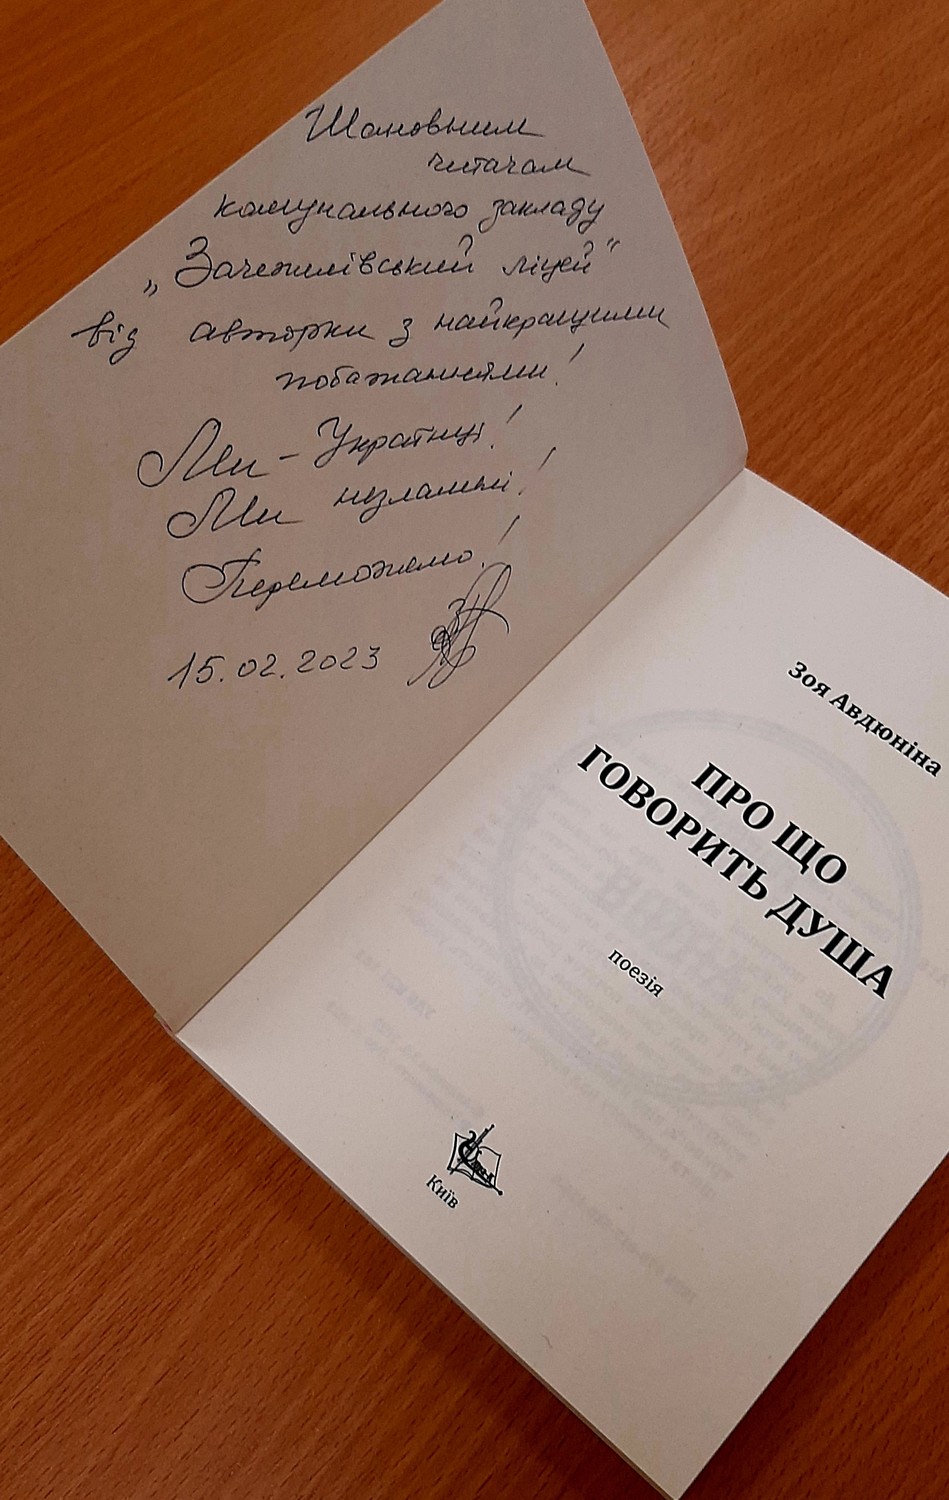 Шановним
читачам
комунального закладу
„Зачепилівський ліцей"
від авторки з найкращими
побажаннями!
Ми - Українці!
Ми незламні!
Переможемо!
15.02.2023
Зоя Авдюніна
ПРО ЩО
ГОВОРИТЬ ДУША
поезія
Київ